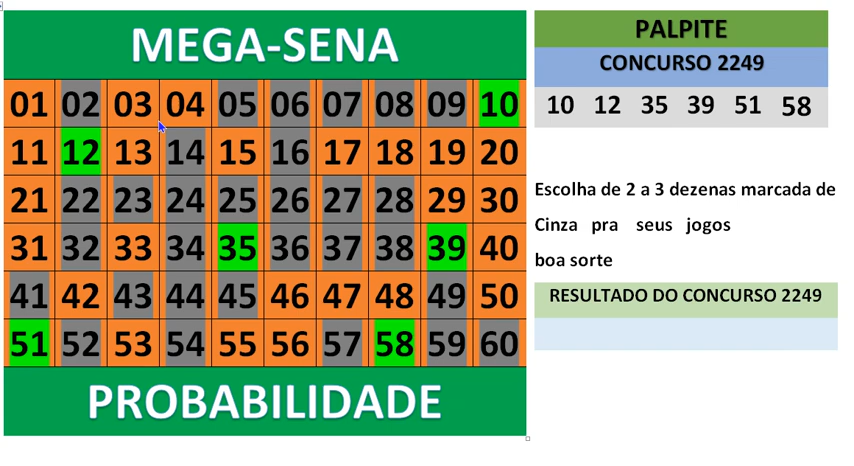 MEGA-SENA
01 02 03 04 05 06 07 08 09 10
11 12 13 14 15 16 17 18 19 20
21 22 23 24 25 26 27 28 29 30
31 32 33 34 35 36 37 38 39 40
41 42 43 44 45 46 47 48 49 50
51 52 53 54 55 56 57 58 59 60
PROBABILIDADE
PALPITE
CONCURSO 2249
10 12 35 39 51 58
Escolha de 2 a 3 dezenas marcada de
Cinza pra seus jogos
boa sorte
RESULTADO DO CONCURSO 2249